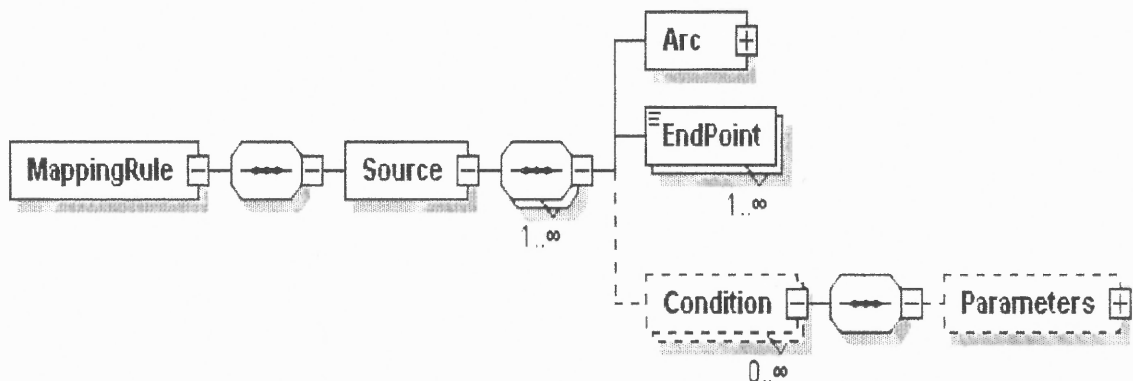 Arc
EndPoint
MappingRule
Source
1..∞
1..∞
Condition
Parameters
0..∞